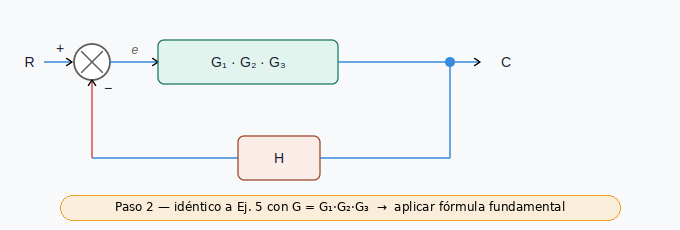 R
+
−
e
G₁ · G₂ · G₃
C
H
Paso 2 — idéntico a Ej. 5 con G = G₁·G₂·G₃ → aplicar fórmula fundamental